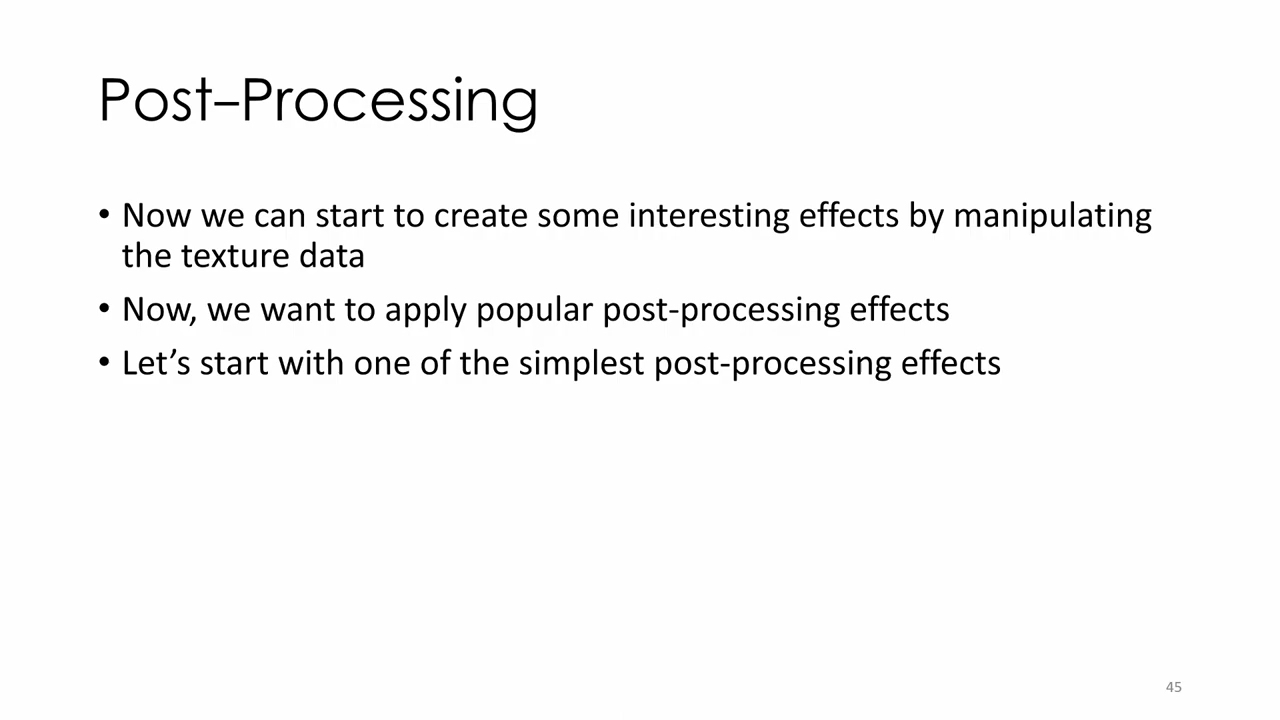 Post–Processing
• Now we can start to create some interesting effects by manipulating
the texture data
• Now, we want to apply popular post-processing effects
• Let’s start with one of the simplest post-processing effects
45